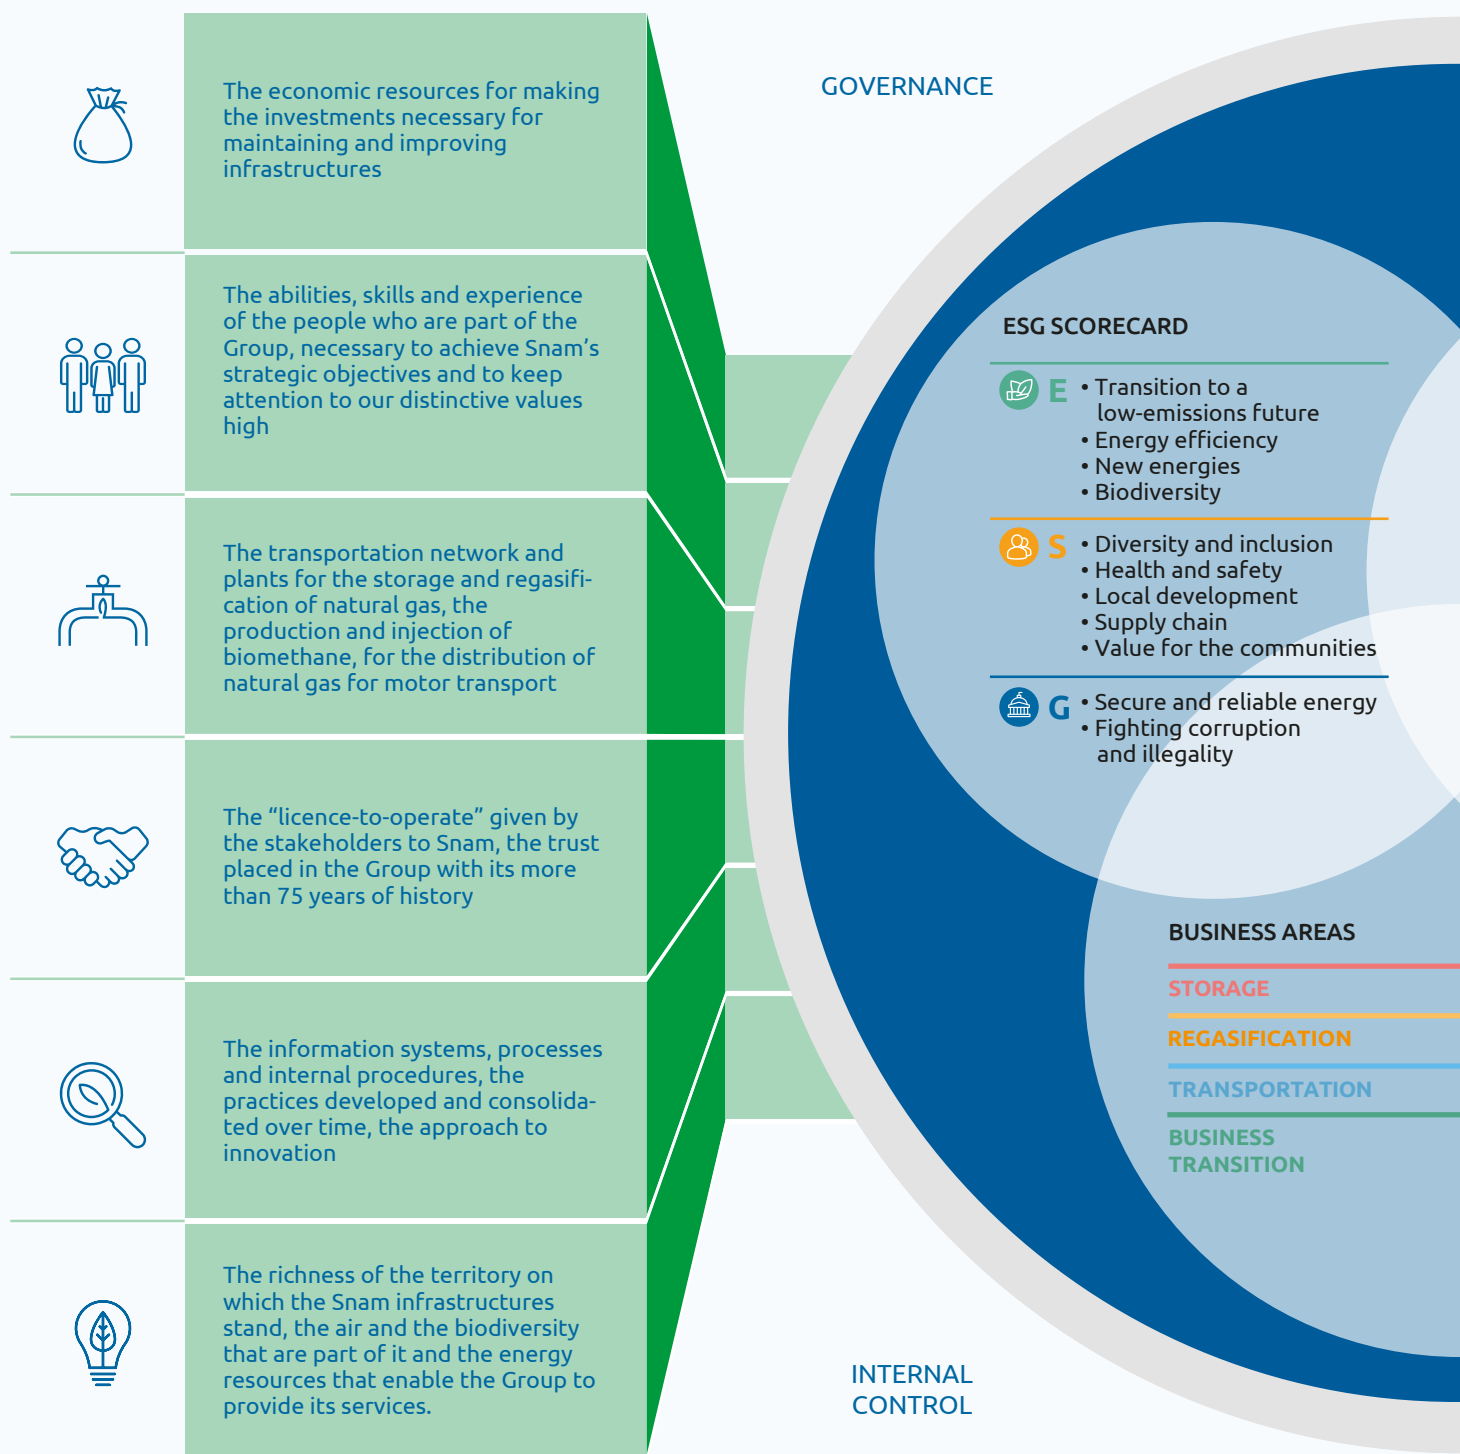 The economic resources for making
the investments necessary for
maintaining and improving
infrastructures
The abilities, skills and experience
of the people who are part of the
Group, necessary to achieve Snam’s
strategic objectives and to keep
attention to our distinctive values
high
The transportation network and
plants for the storage and regasifi-
cation of natural gas, the
production and injection of
biomethane, for the distribution of
natural gas for motor transport
The “licence-to-operate” given by
the stakeholders to Snam, the trust
placed in the Group with its more
than 75 years of history
The information systems, processes
and internal procedures, the
practices developed and consolida-
ted over time, the approach to
innovation
The richness of the territory on
which the Snam infrastructures
stand, the air and the biodiversity
that are part of it and the energy
resources that enable the Group to
provide its services.
GOVERNANCE
ESG SCORECARD
E • Transition to a
low-emissions future
• Energy efficiency
• New energies
• Biodiversity
S • Diversity and inclusion
• Health and safety
• Local development
• Supply chain
• Value for the communities
G • Secure and reliable energy
• Fighting corruption
and illegality
BUSINESS AREAS
STORAGE
REGASIFICATION
TRANSPORTATION
BUSINESS
TRANSITION
INTERNAL
CONTROL